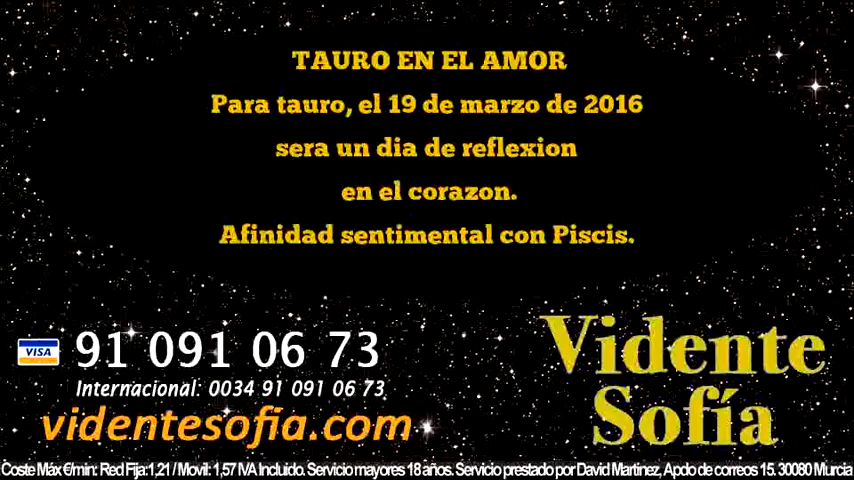 TAURO EN EL AMOR
Para tauro, el 19 de marzo de 2016
sera un dia de reflexion
en el corazon.
Afinidad sentimental con Piscis.
VISA 91 091 06 73
Internacional: 0034 91 091 06 73
videntesofia.com
Vidente
Sofía
Coste Máx €/min: Red Fija:1,21 / Movil: 1,57 IVA Incluido. Servicio mayores 18 años. Servicio prestado por David Martinez, Apdo de correos 15. 30080 Murcia